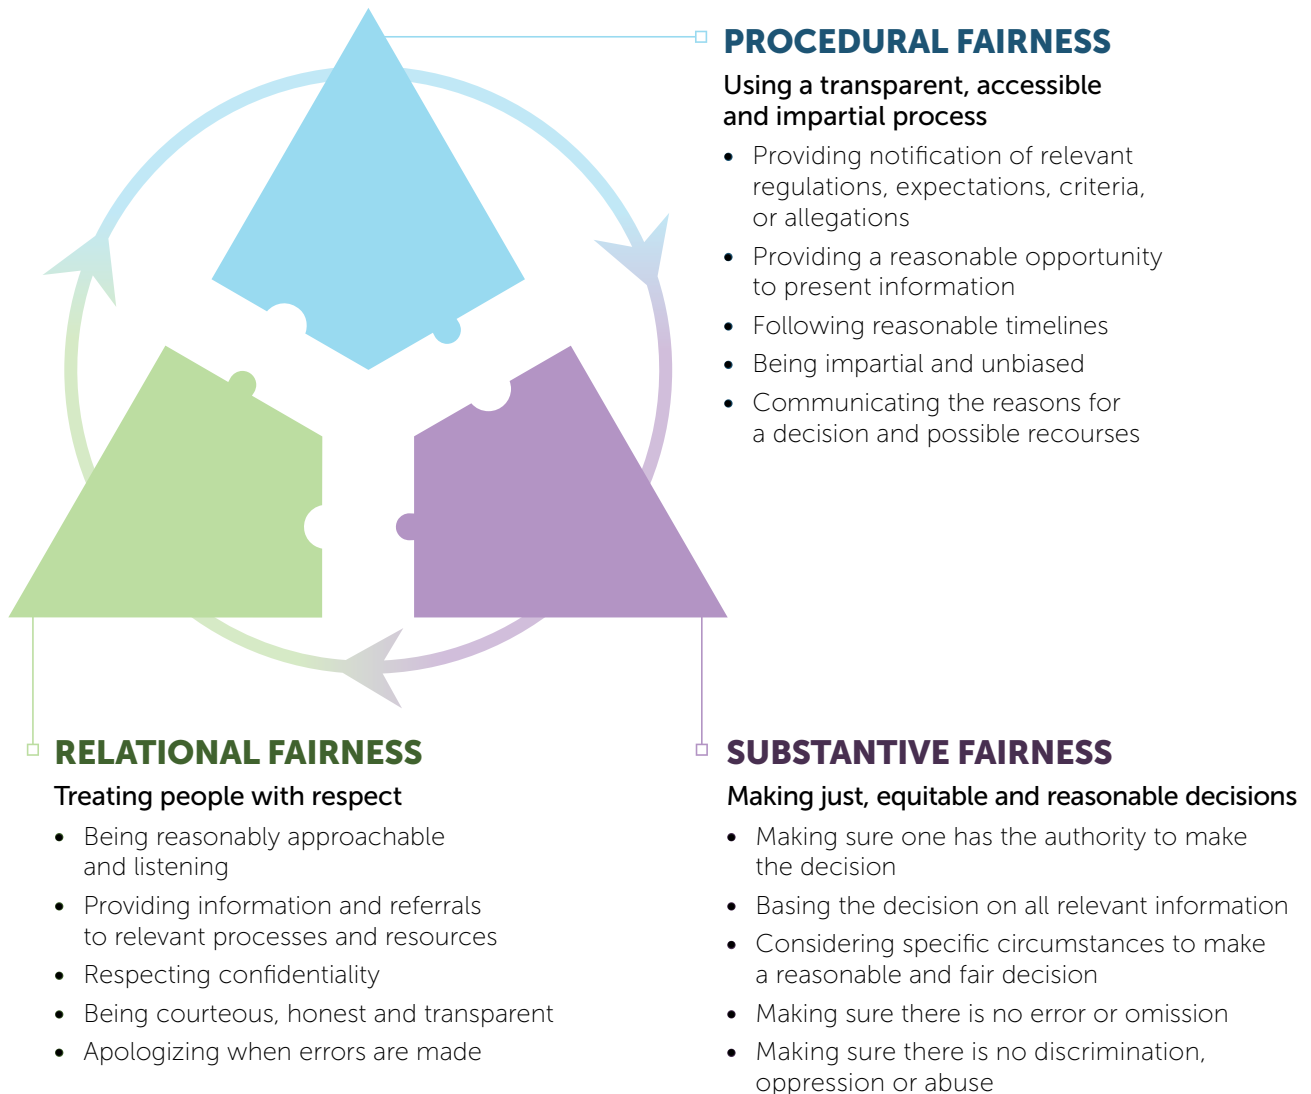 PROCEDURAL FAIRNESS
Using a transparent, accessible
and impartial process
• Providing notification of relevant
regulations, expectations, criteria,
or allegations
• Providing a reasonable opportunity
to present information
• Following reasonable timelines
• Being impartial and unbiased
• Communicating the reasons for
a decision and possible recourses
RELATIONAL FAIRNESS
Treating people with respect
• Being reasonably approachable
and listening
• Providing information and referrals
to relevant processes and resources
• Respecting confidentiality
• Being courteous, honest and transparent
• Apologizing when errors are made
SUBSTANTIVE FAIRNESS
Making just, equitable and reasonable decisions
• Making sure one has the authority to make
the decision
• Basing the decision on all relevant information
• Considering specific circumstances to make
a reasonable and fair decision
• Making sure there is no error or omission
• Making sure there is no discrimination,
oppression or abuse